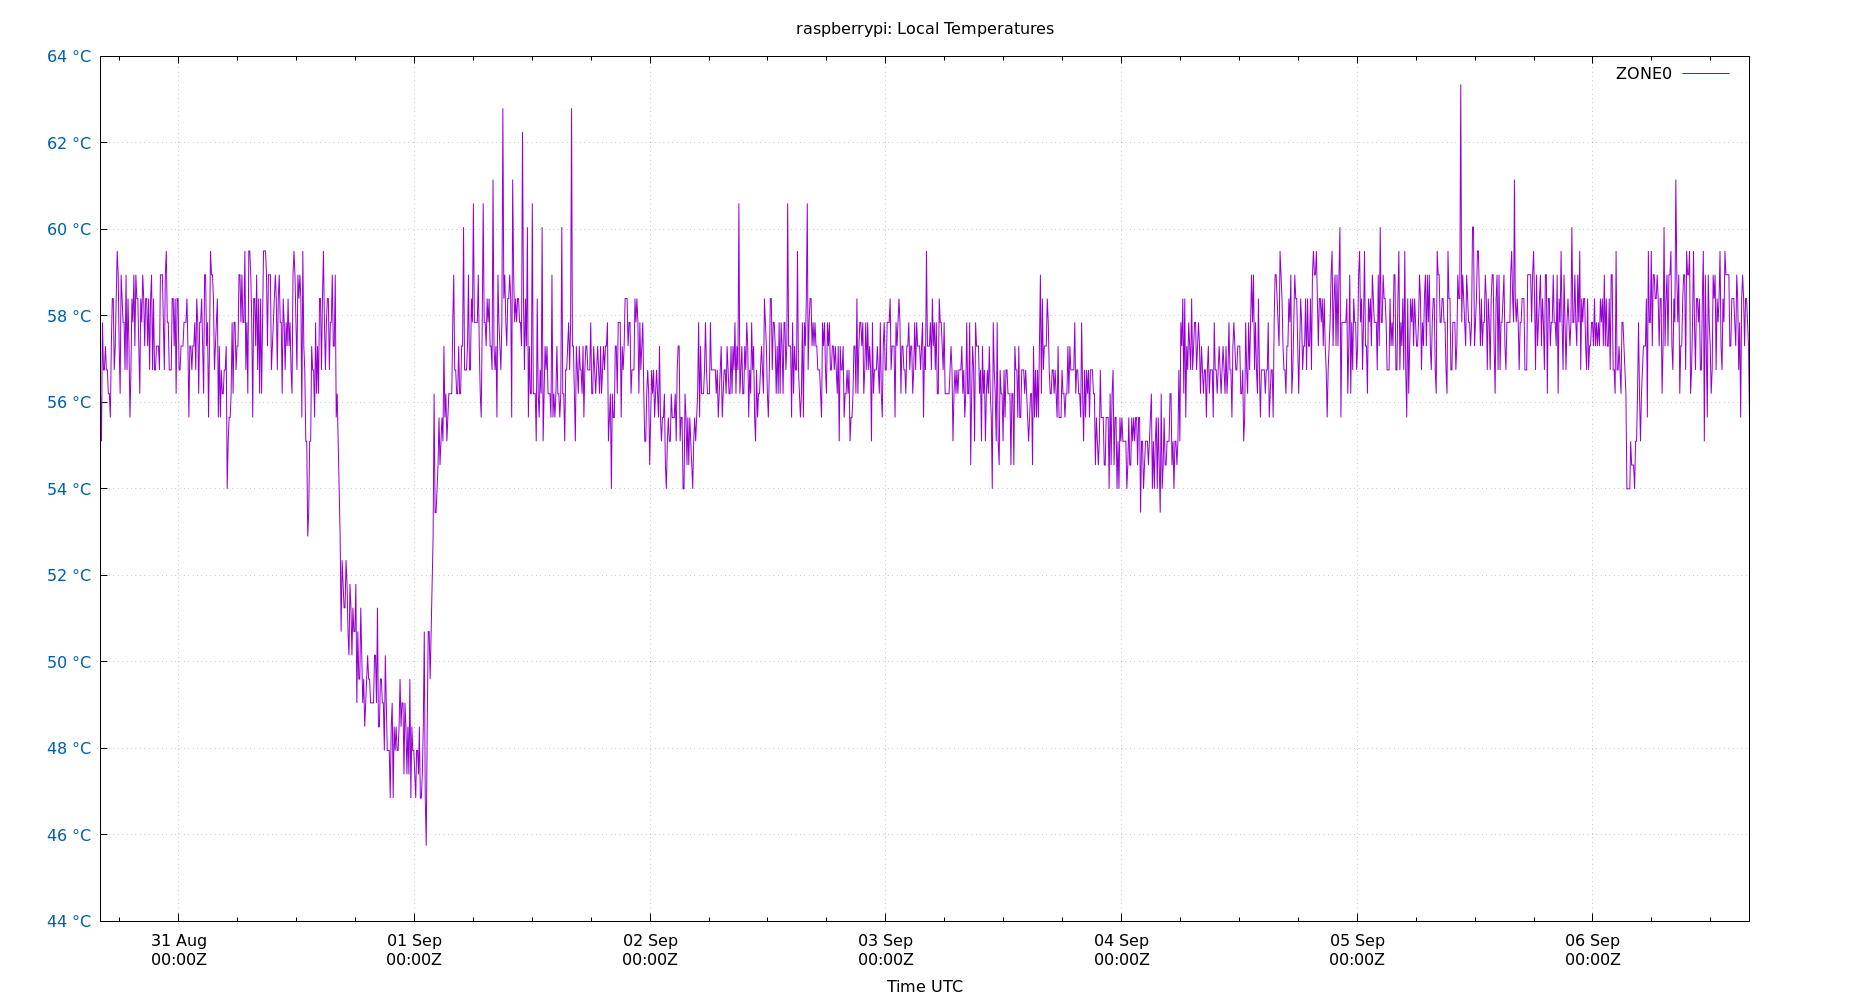 raspberrypi: Local Temperatures
ZONE0
64 °C
62 °C
60 °C
58 °C
56 °C
54 °C
52 °C
50 °C
48 °C
46 °C
44 °C
31 Aug 01 Sep 02 Sep 03 Sep 04 Sep 05 Sep 06 Sep
00:00Z 00:00Z 00:00Z 00:00Z 00:00Z 00:00Z 00:00Z
Time UTC